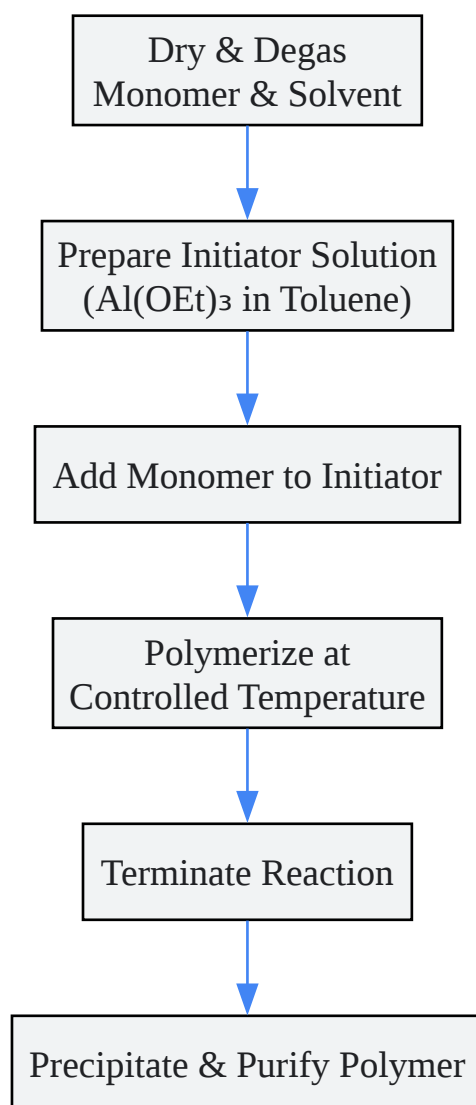 Dry & Degas
Monomer & Solvent
Prepare Initiator Solution
(Al(OEt)₃ in Toluene)
Add Monomer to Initiator
Polymerize at
Controlled Temperature
Terminate Reaction
Precipitate & Purify Polymer